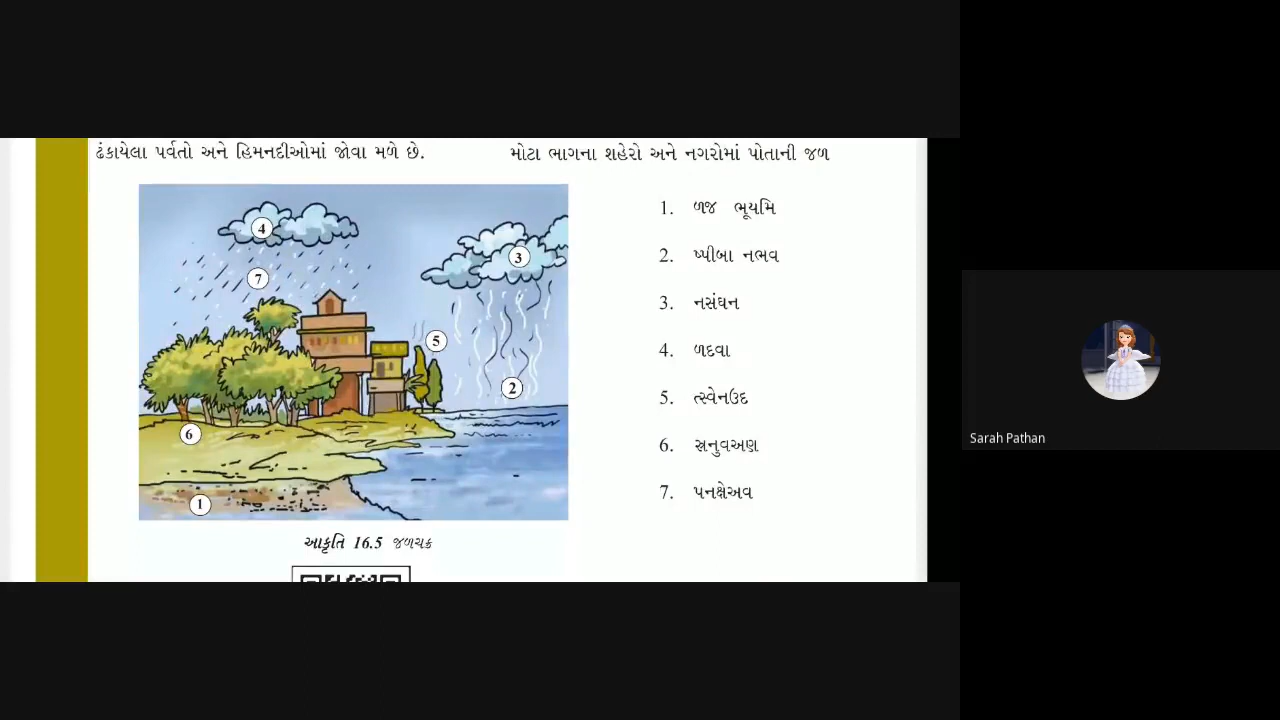 ઢંકાયેલા પર્વતો અને હિમનદીઓમાં જોવા મળે છે.
મોટા ભાગના શહેરો અને નગરોમાં પોતાની જળ
4
3
7
5
2
6
1
1. ળજ ભૂયમિ
2. ષ્પીબા નભવ
3. નસંઘન
4. ળદવા
5. ત્સ્વેનઉદ
6. સ્રનુવઅણ
7. પનક્ષેઅવ
આકૃતિ 16.5 જળચક્ર
Sarah Pathan